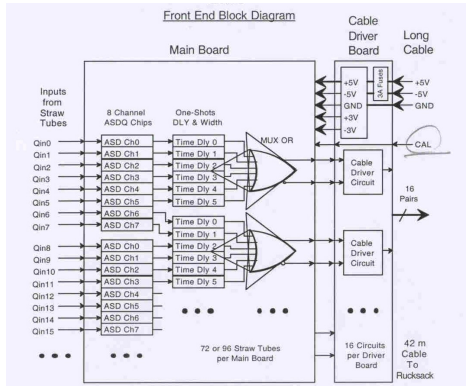 Front End Block Diagram
Main Board
Cable
Driver
Board
Long
Cable
Inputs
from
Straw
Tubes
8 Channel
ASDQ Chips
One-Shots
DLY & Width
MUX OR
+5V
-5V
GND
+3V
-3V
3A Fuses
+5V
-5V
GND
CAL
Qin0
Qin1
Qin2
Qin3
Qin4
Qin5
Qin6
Qin7
ASD Ch0
ASD Ch1
ASD Ch2
ASD Ch3
ASD Ch4
ASD Ch5
ASD Ch6
ASD Ch7
Time Dly 0
Time Dly 1
Time Dly 2
Time Dly 3
Time Dly 4
Time Dly 5
Cable
Driver
Circuit
16
Pairs
Qin8
Qin9
Qin10
Qin11
Qin12
Qin13
Qin14
Qin15
ASD Ch0
ASD Ch1
ASD Ch2
ASD Ch3
ASD Ch4
ASD Ch5
ASD Ch6
ASD Ch7
Time Dly 0
Time Dly 1
Time Dly 2
Time Dly 3
Time Dly 4
Time Dly 5
Cable
Driver
Circuit
72 or 96 Straw Tubes
per Main Board
16 Circuits
per Driver
Board
42 m
Cable
To
Rucksack